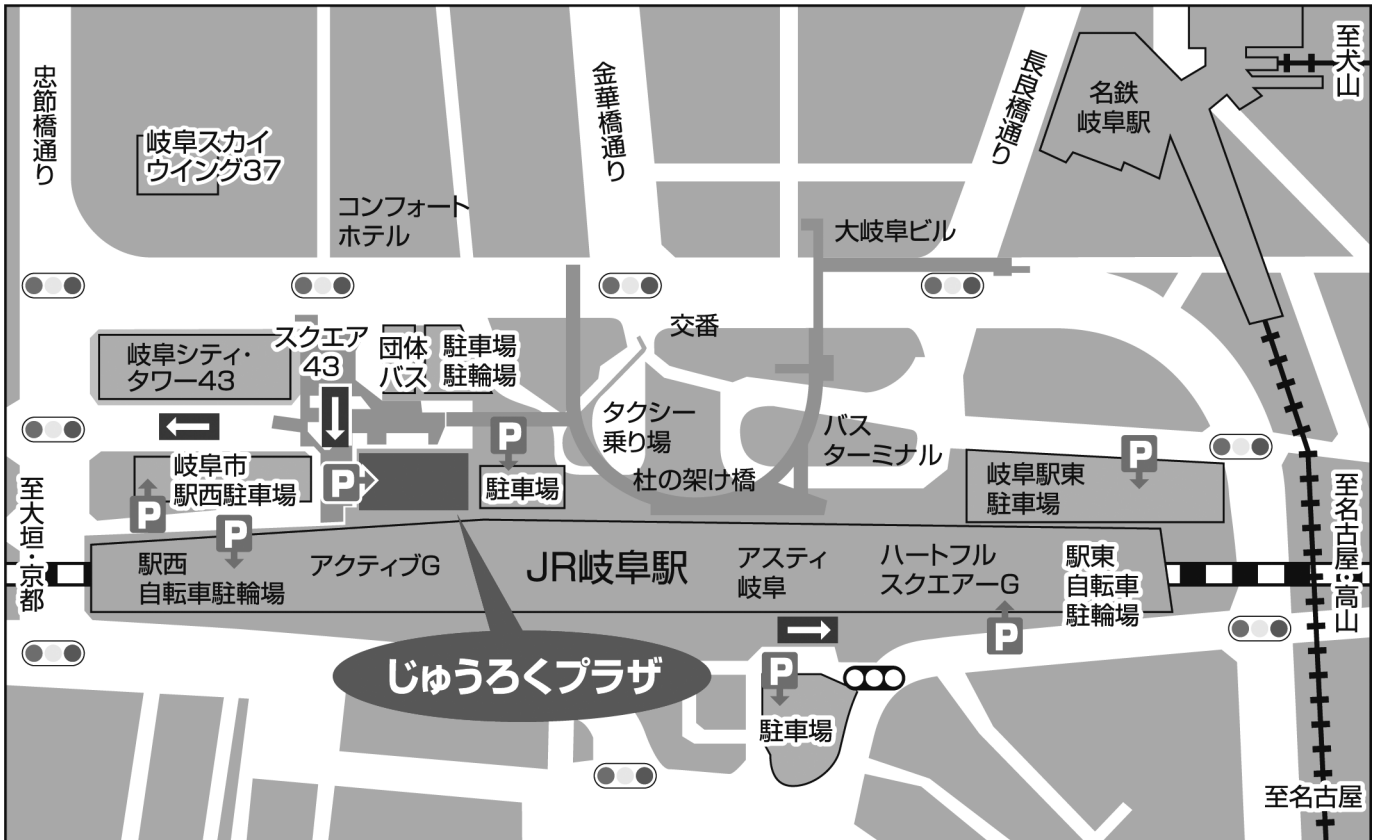 忠節橋通り
岐阜スカイ
ウイング37
コンフォート
ホテル
金華橋通り
長良橋通り
名鉄
岐阜駅
至犬山
大岐阜ビル
交番
岐阜シティ・
タワー43
スクエア
43
団体
バス
駐車場
駐輪場
タクシー
乗り場
バス
ターミナル
杜の架け橋
P
岐阜市
駅西駐車場
P
P
P
駐車場
P
岐阜駅東
駐車場
至大垣・京都
至名古屋・高山
駅西
自転車駐輪場
アクティブG
JR岐阜駅
アスティ
岐阜
ハートフル
スクエアーG
駅東
自転車
駐輪場
P
じゅうろくプラザ
P
駐車場
至名古屋